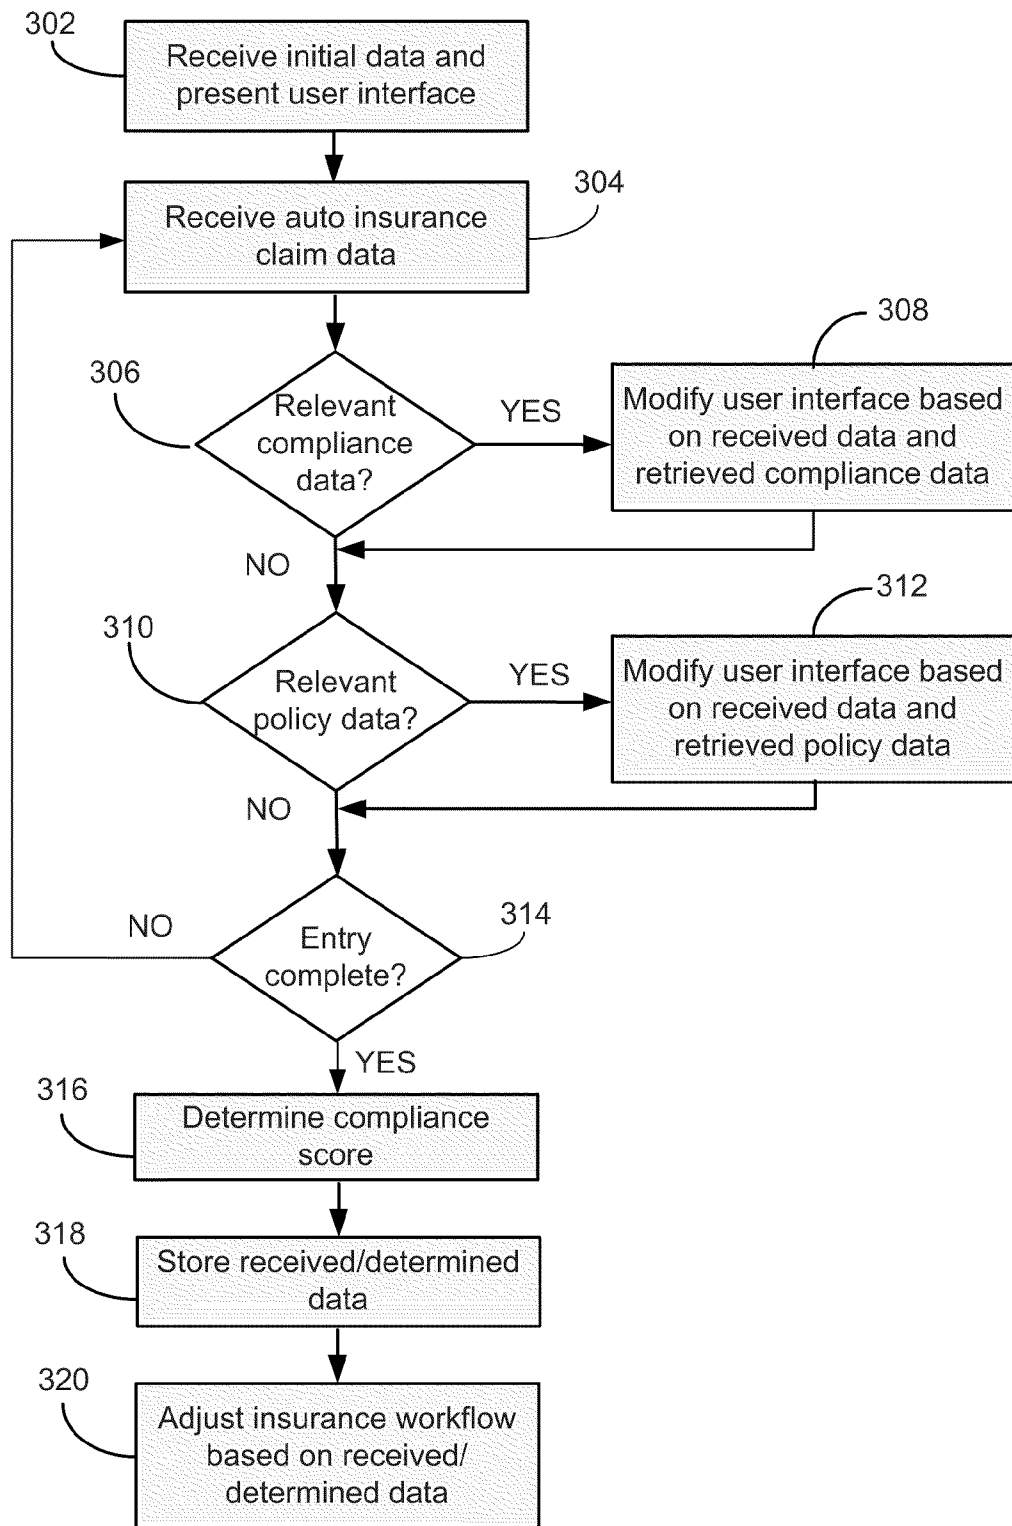 302
Receive initial data and
present user interface
304
Receive auto insurance
claim data
308
306
Relevant
compliance
data?
YES
Modify user interface based
on received data and
retrieved compliance data
NO
312
310
Relevant
policy data?
YES
Modify user interface based
on received data and
retrieved policy data
NO
314
NO
Entry
complete?
YES
316
Determine compliance
score
318
Store received/determined
data
320
Adjust insurance workflow
based on received/
determined data